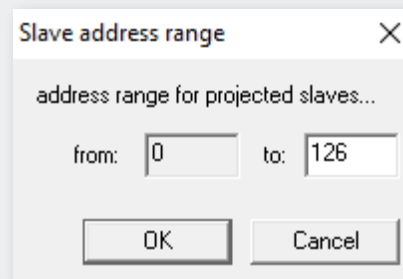 Slave address range
address range for projected slaves...
from: 0 to: 126
OK Cancel